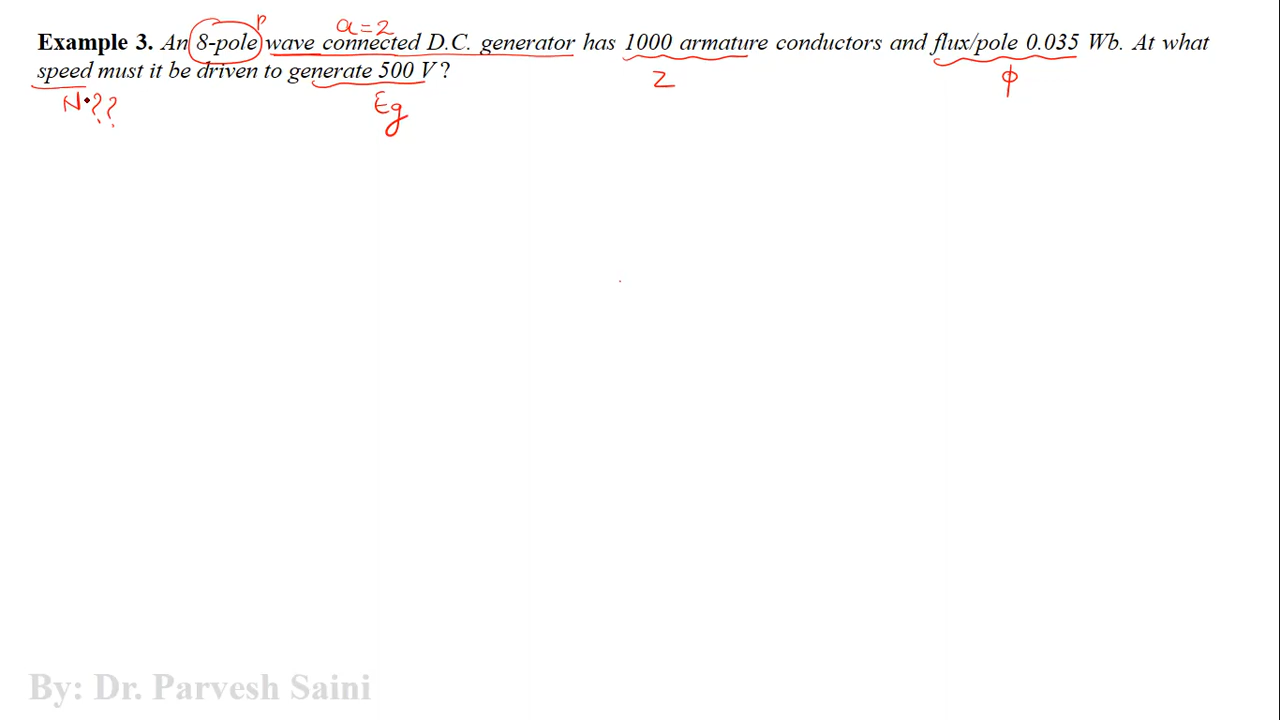 P
a=2
Example 3. An 8-pole wave connected D.C. generator has 1000 armature conductors and flux/pole 0.035 Wb. At what
speed must it be driven to generate 500 V?
Z
ϕ
N??
Eg
By: Dr. Parvesh Saini